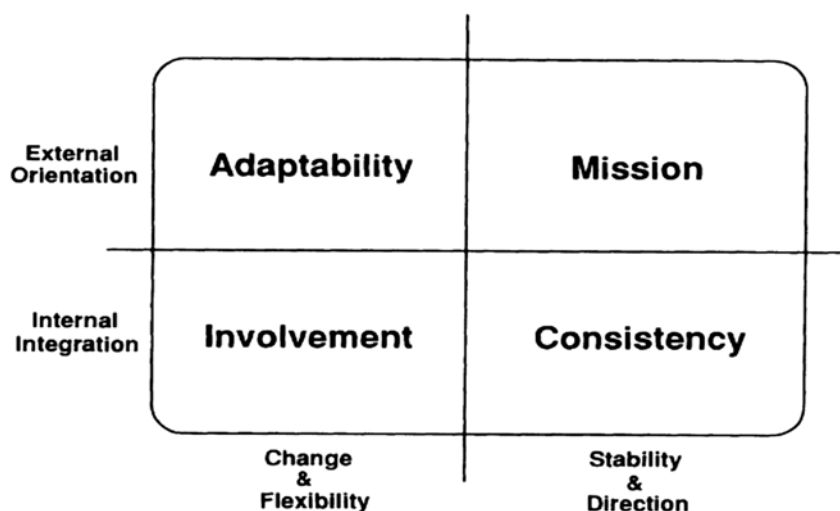 External
Orientation
Adaptability
Mission
Internal
Integration
Involvement
Consistency
Change
&
Flexibility
Stability
&
Direction